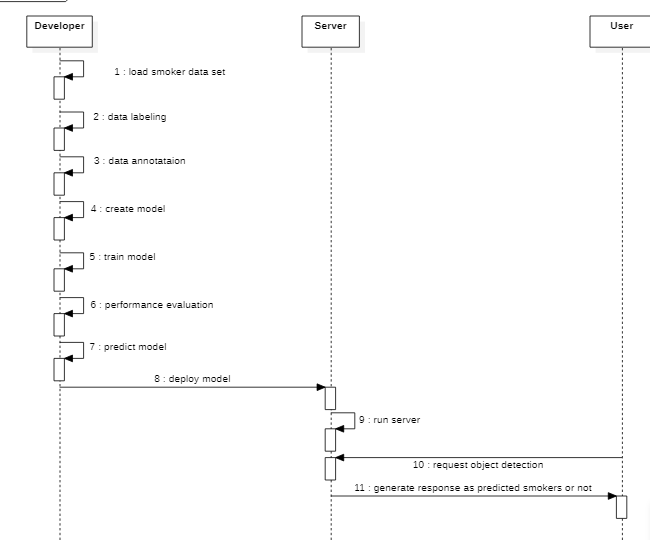 Developer
Server
User
1 : load smoker data set
2 : data labeling
3 : data annotataion
4 : create model
5 : train model
6 : performance evaluation
7 : predict model
8 : deploy model
9 : run server
10 : request object detection
11 : generate response as predicted smokers or not